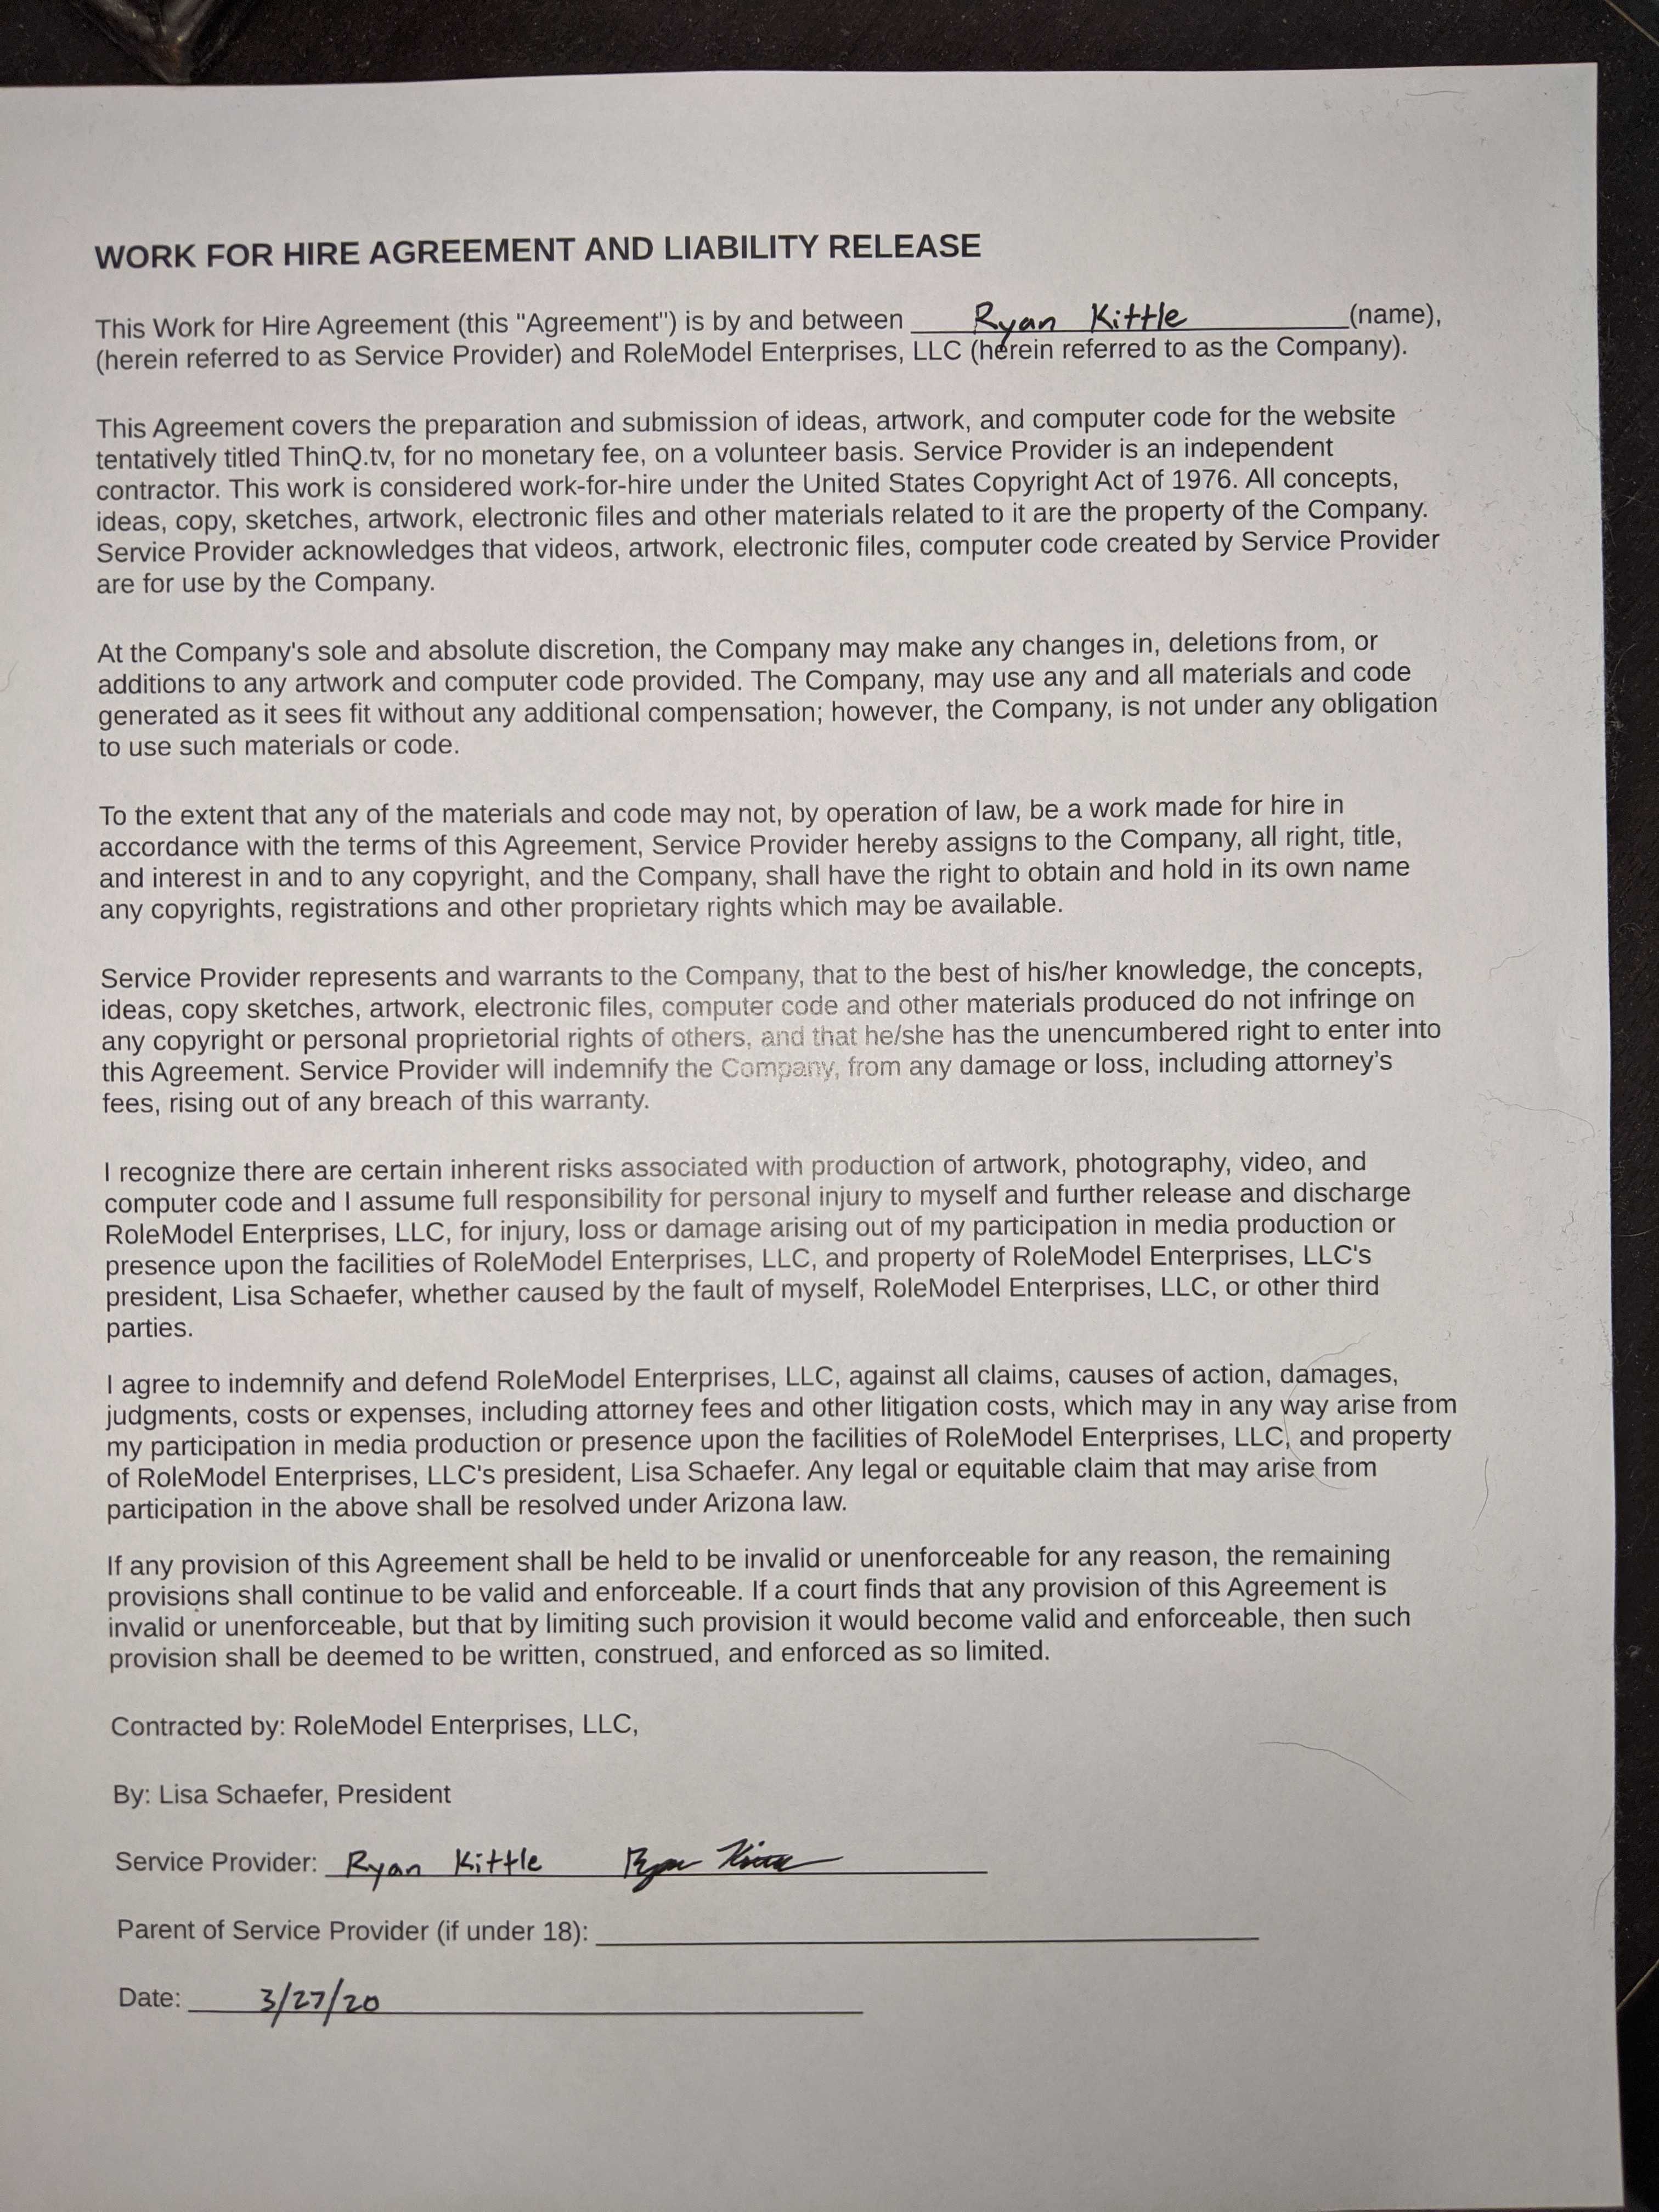 WORK FOR HIRE AGREEMENT AND LIABILITY RELEASE
This Work for Hire Agreement (this "Agreement") is by and between Ryan Kittle (name),
(herein referred to as Service Provider) and RoleModel Enterprises, LLC (herein referred to as the Company).
This Agreement covers the preparation and submission of ideas, artwork, and computer code for the website
tentatively titled ThinQ.tv, for no monetary fee, on a volunteer basis. Service Provider is an independent
contractor. This work is considered work-for-hire under the United States Copyright Act of 1976. All concepts,
ideas, copy, sketches, artwork, electronic files and other materials related to it are the property of the Company.
Service Provider acknowledges that videos, artwork, electronic files, computer code created by Service Provider
are for use by the Company.
At the Company's sole and absolute discretion, the Company may make any changes in, deletions from, or
additions to any artwork and computer code provided. The Company, may use any and all materials and code
generated as it sees fit without any additional compensation; however, the Company, is not under any obligation
to use such materials or code.
To the extent that any of the materials and code may not, by operation of law, be a work made for hire in
accordance with the terms of this Agreement, Service Provider hereby assigns to the Company, all right, title,
and interest in and to any copyright, and the Company, shall have the right to obtain and hold in its own name
any copyrights, registrations and other proprietary rights which may be available.
Service Provider represents and warrants to the Company, that to the best of his/her knowledge, the concepts,
ideas, copy sketches, artwork, electronic files, computer code and other materials produced do not infringe on
any copyright or personal proprietorial rights of others, and that he/she has the unencumbered right to enter into
this Agreement. Service Provider will indemnify the Company, from any damage or loss, including attorney’s
fees, rising out of any breach of this warranty.
I recognize there are certain inherent risks associated with production of artwork, photography, video, and
computer code and I assume full responsibility for personal injury to myself and further release and discharge
RoleModel Enterprises, LLC, for injury, loss or damage arising out of my participation in media production or
presence upon the facilities of RoleModel Enterprises, LLC, and property of RoleModel Enterprises, LLC's
president, Lisa Schaefer, whether caused by the fault of myself, RoleModel Enterprises, LLC, or other third
parties.
I agree to indemnify and defend RoleModel Enterprises, LLC, against all claims, causes of action, damages,
judgments, costs or expenses, including attorney fees and other litigation costs, which may in any way arise from
my participation in media production or presence upon the facilities of RoleModel Enterprises, LLC, and property
of RoleModel Enterprises, LLC's president, Lisa Schaefer. Any legal or equitable claim that may arise from
participation in the above shall be resolved under Arizona law.
If any provision of this Agreement shall be held to be invalid or unenforceable for any reason, the remaining
provisions shall continue to be valid and enforceable. If a court finds that any provision of this Agreement is
invalid or unenforceable, but that by limiting such provision it would become valid and enforceable, then such
provision shall be deemed to be written, construed, and enforced as so limited.
Contracted by: RoleModel Enterprises, LLC,
By: Lisa Schaefer, President
Service Provider: Ryan Kittle
Parent of Service Provider (if under 18):
Date: 3/27/20